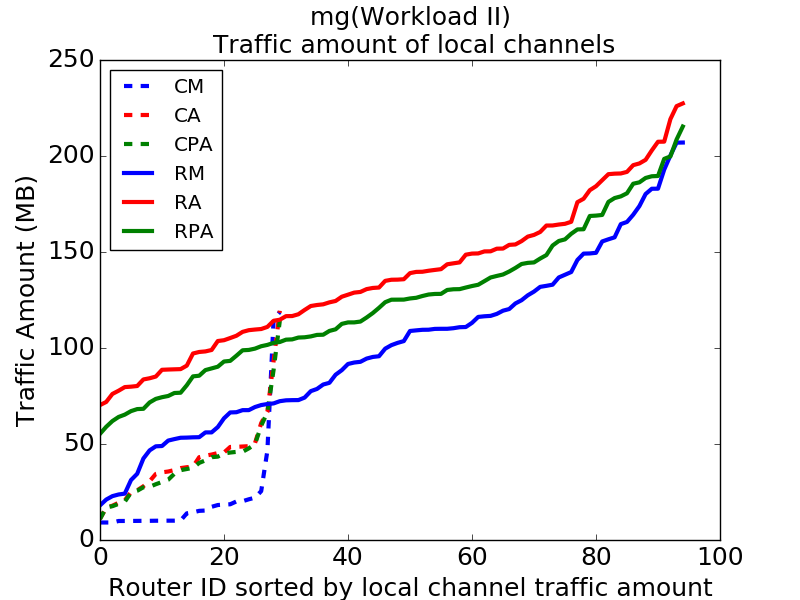 mg(Workload II)
Traffic amount of local channels
250
200
150
100
50
0
Traffic Amount (MB)
CM
CA
CPA
RM
RA
RPA
0 20 40 60 80 100
Router ID sorted by local channel traffic amount